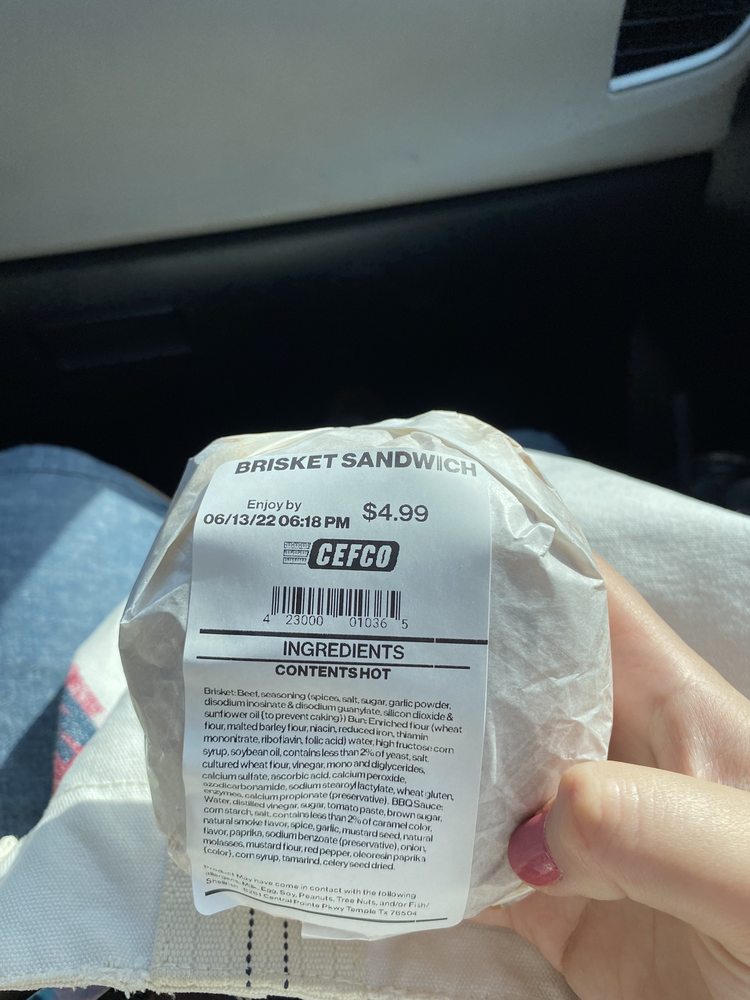 BRISKET SANDWICH
Enjoy by
06/13/22 06:18 PM $4.99
CEFCO
4 23000 01036 5
INGREDIENTS
CONTENTS HOT
Brisket: Beef, seasoning (spices, salt, sugar, garlic powder,
disodium inosinate & disodium guanylate, silicon dioxide &
sunflower oil (to prevent caking)) Bun: Enriched flour (wheat
flour, malted barley flour, niacin, reduced iron, thiamin
mononitrate, riboflavin, folic acid) water, high fructose corn
syrup, soybean oil, contains less than 2% of yeast, salt,
cultured wheat flour, vinegar, mono and diglycerides,
calcium sulfate, ascorbic acid, calcium peroxide,
azodicarbonamide, sodium stearoyl lactylate, wheat gluten,
enzymes, calcium propionate (preservative). BBQ Sauce:
Water, distilled vinegar, sugar, tomato paste, brown sugar,
corn starch, salt, contains less than 2% of caramel color,
natural smoke flavor, spice, garlic, mustard seed, natural
flavor, paprika, sodium benzoate (preservative), onion,
molasses, mustard flour, red pepper, oleoresin paprika
(color), corn syrup, tamarind, celery seed dried.
Product May have come in contact with the following
allergens, Milk, Egg, Soy, Peanuts, Tree Nuts, and/or Fish/
Shellfish. 6261 Central Pointe Pkwy Temple Tx 76504